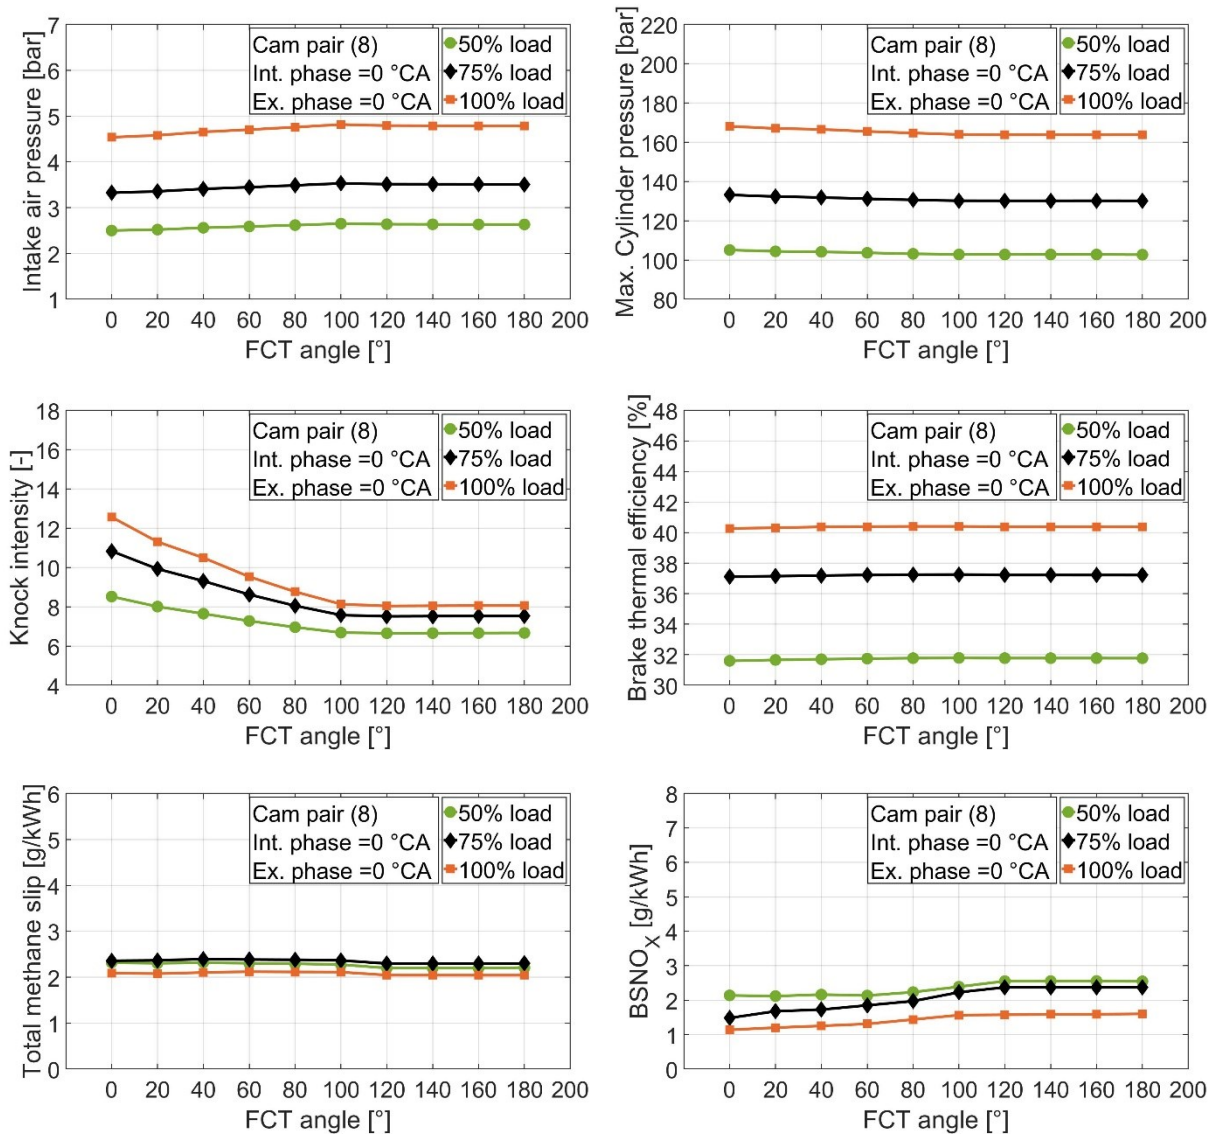 Intake air pressure [bar]
7
6
5
4
3
2
1
Cam pair (8)
Int. phase =0 °CA
Ex. phase =0 °CA
50% load
75% load
100% load
0 20 40 60 80 100 120 140 160 180 200
FCT angle [°]
Max. Cylinder pressure [bar]
220
200
180
160
140
120
100
80
Cam pair (8)
Int. phase =0 °CA
Ex. phase =0 °CA
50% load
75% load
100% load
0 20 40 60 80 100 120 140 160 180 200
FCT angle [°]
Knock intensity [-]
18
16
14
12
10
8
6
4
Cam pair (8)
Int. phase =0 °CA
Ex. phase =0 °CA
50% load
75% load
100% load
0 20 40 60 80 100 120 140 160 180 200
FCT angle [°]
Brake thermal efficiency [%]
48
46
44
42
40
38
36
34
32
30
Cam pair (8)
Int. phase =0 °CA
Ex. phase =0 °CA
50% load
75% load
100% load
0 20 40 60 80 100 120 140 160 180 200
FCT angle [°]
Total methane slip [g/kWh]
6
5
4
3
2
1
0
Cam pair (8)
Int. phase =0 °CA
Ex. phase =0 °CA
50% load
75% load
100% load
0 20 40 60 80 100 120 140 160 180 200
FCT angle [°]
BSNOX [g/kWh]
8
7
6
5
4
3
2
1
0
Cam pair (8)
Int. phase =0 °CA
Ex. phase =0 °CA
50% load
75% load
100% load
0 20 40 60 80 100 120 140 160 180 200
FCT angle [°]